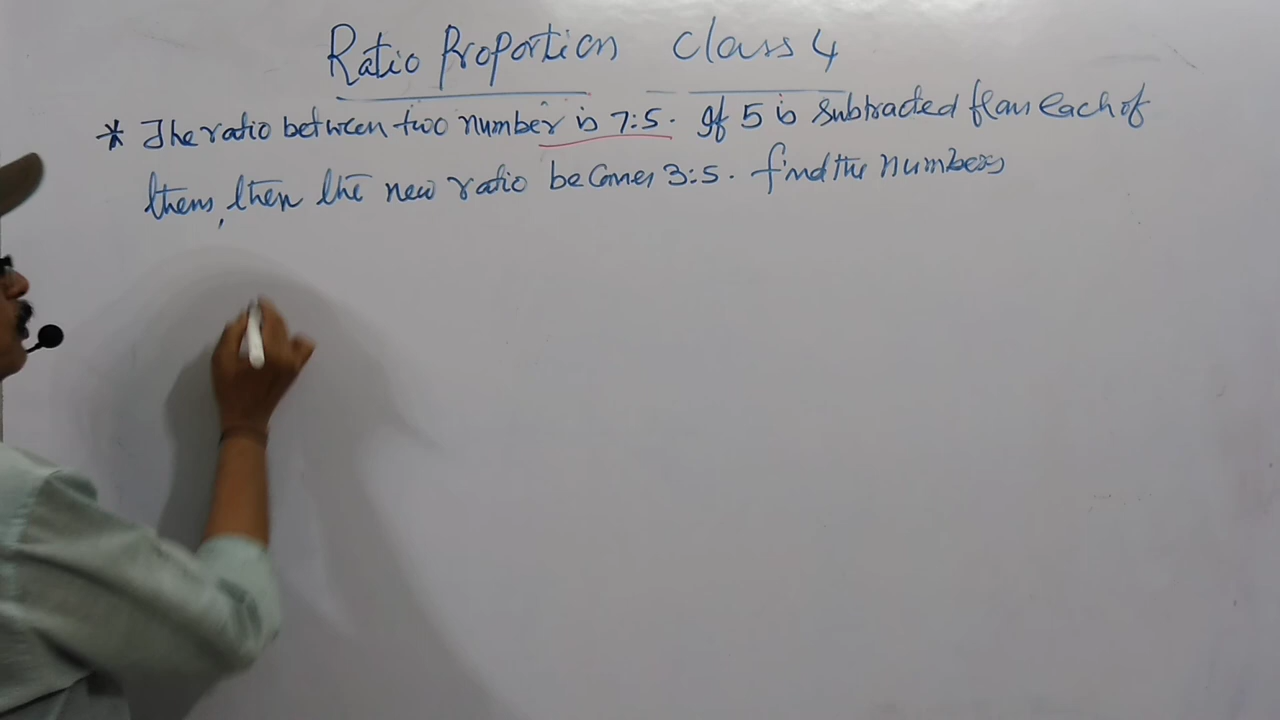 Ratio Proportion Class 4
* The ratio between two number is 7:5. If 5 is subtracted from each of
them, then the new ratio becomes 3:5. find the numbers